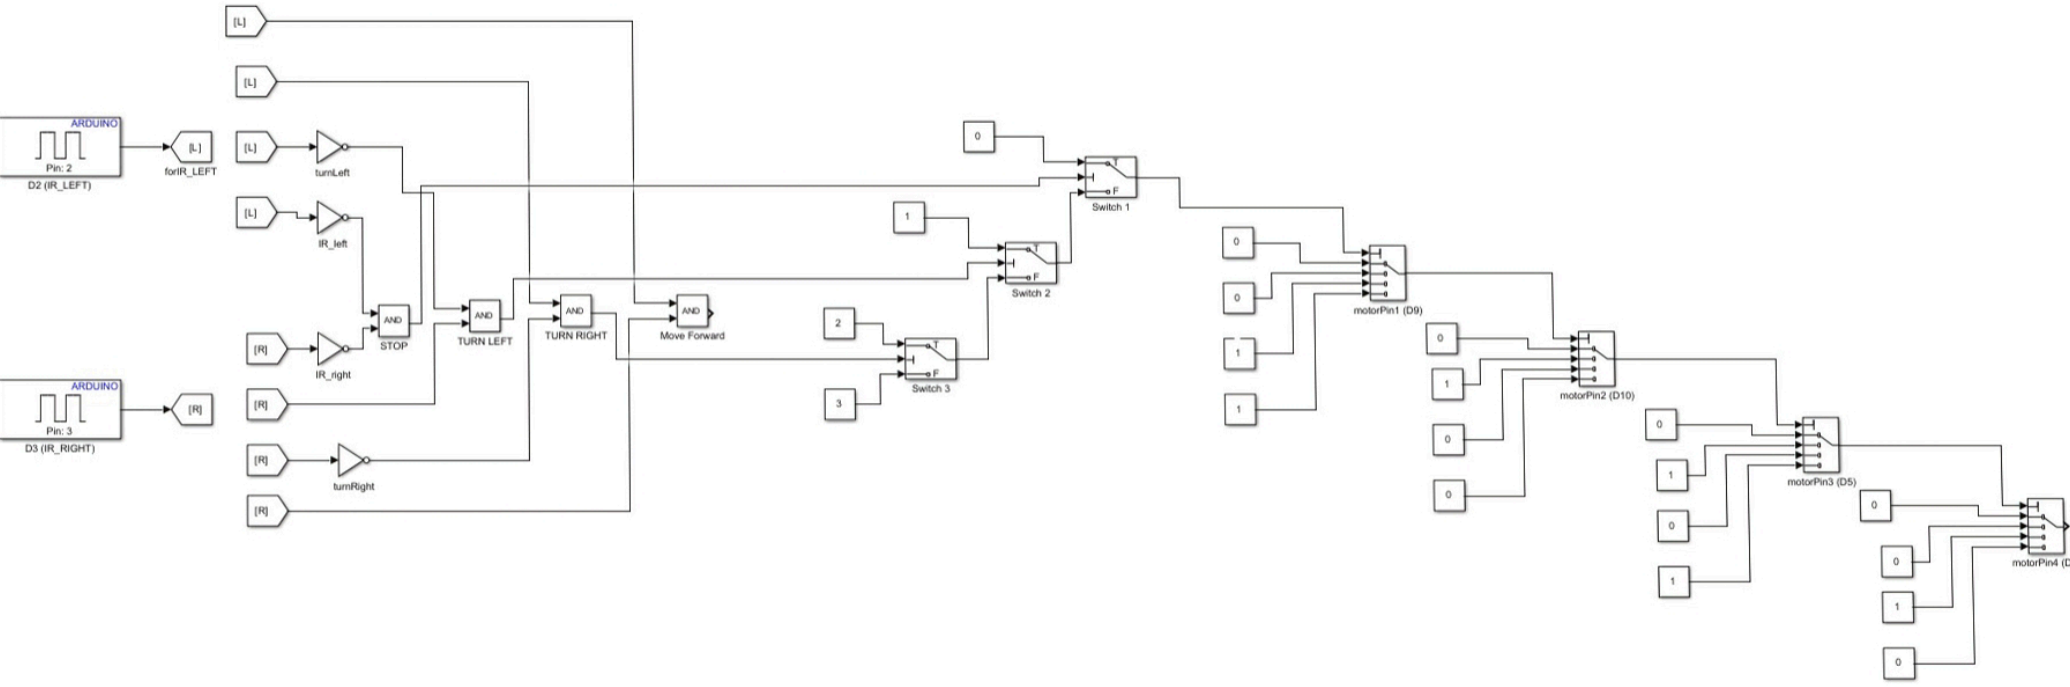 [L]
[L]
ARDUINO
Pin: 2
D2 (IR_LEFT)
[L]
forIR_LEFT
[L]
turnLeft
[L]
IR_left
[R]
IR_right
AND
STOP
AND
TURN LEFT
AND
TURN RIGHT
AND
Move Forward
ARDUINO
Pin: 3
D3 (IR_RIGHT)
[R]
[R]
[R]
turnRight
[R]
0
T
F
Switch 1
1
T
F
Switch 2
2
3
T
F
Switch 3
0
0
1
1
motorPin1 (D9)
0
1
0
0
motorPin2 (D10)
0
1
0
1
motorPin3 (D5)
0
0
1
0
motorPin4 (D